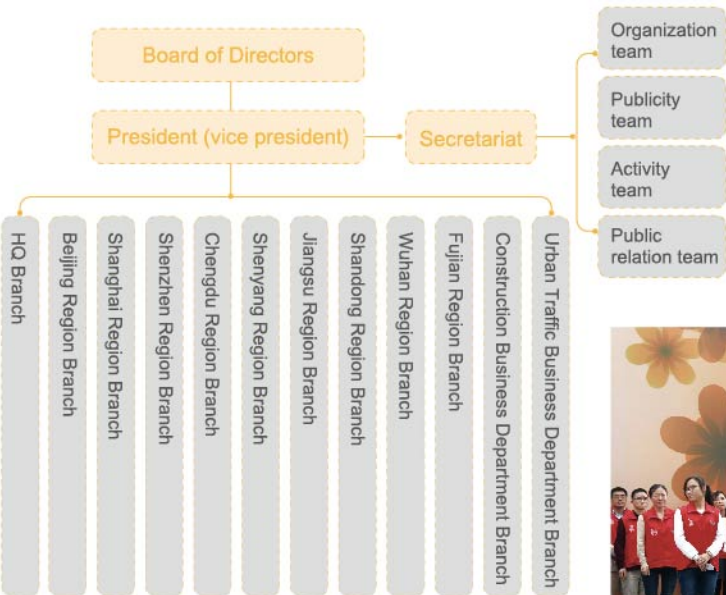 Board of Directors
President (vice president)
Secretariat
Organization
team
Publicity
team
Activity
team
Public
relation team
HQ Branch
Beijing Region Branch
Shanghai Region Branch
Shenzhen Region Branch
Chengdu Region Branch
Shenyang Region Branch
Jiangsu Region Branch
Shandong Region Branch
Wuhan Region Branch
Fujian Region Branch
Construction Business Department Branch
Urban Traffic Business Department Branch